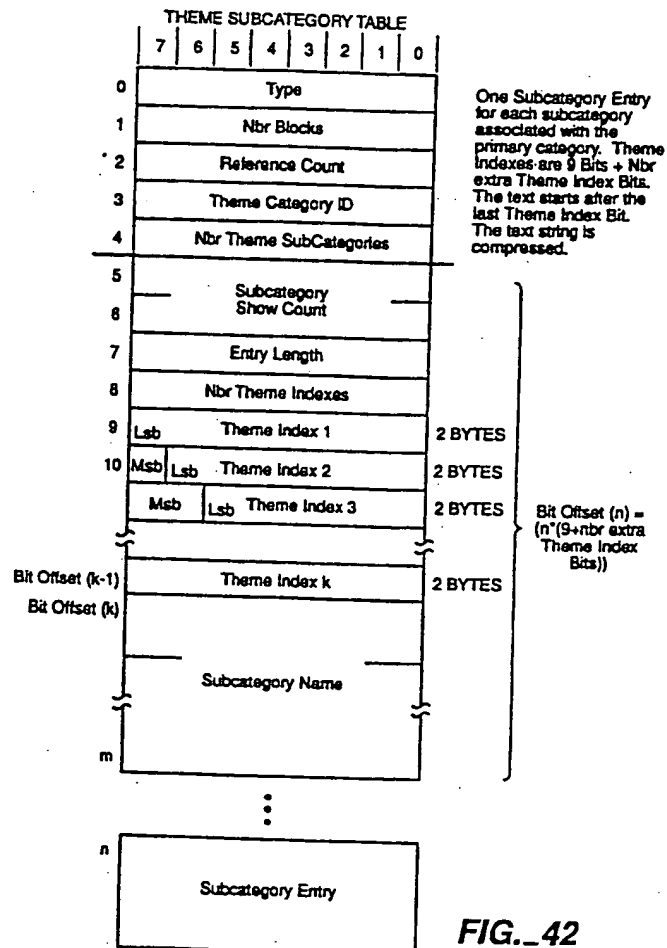 THEME SUBCATEGORY TABLE
7 6 5 4 3 2 1 0
0 Type
1 Nbr Blocks
2 Reference Count
3 Theme Category ID
4 Nbr Theme SubCategories
5
Subcategory
Show Count
6
7 Entry Length
8 Nbr Theme Indexes
9 Lsb Theme Index 1 2 BYTES
10 Msb Lsb Theme Index 2 2 BYTES
Msb Lsb Theme Index 3 2 BYTES
Bit Offset (k-1) Theme Index k 2 BYTES
Bit Offset (k)
Subcategory Name
m
n
Subcategory Entry
One Subcategory Entry
for each subcategory
associated with the
primary category. Theme
Indexes are 9 Bits + Nbr
extra Theme Index Bits.
The text starts after the
last Theme Index Bit.
The text string is
compressed.
Bit Offset (n) =
(n*(9+nbr extra
Theme Index
Bits))
FIG._42